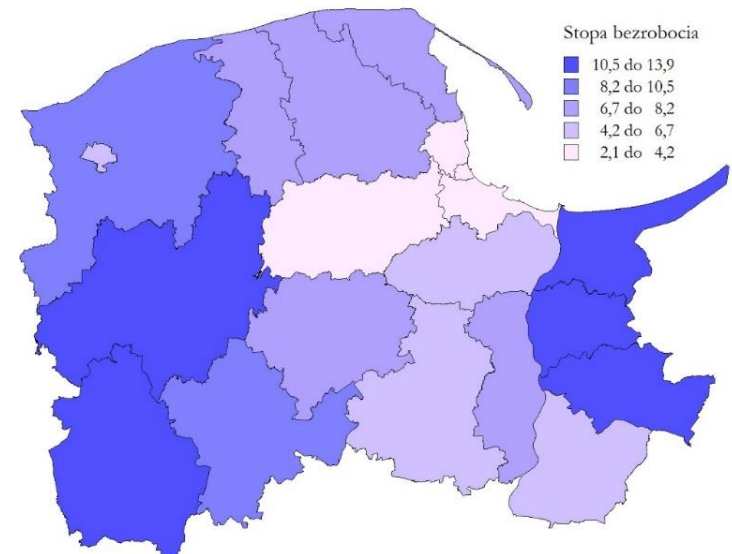 Stopa bezrobocia
10,5 do 13,9
8,2 do 10,5
6,7 do 8,2
4,2 do 6,7
2,1 do 4,2